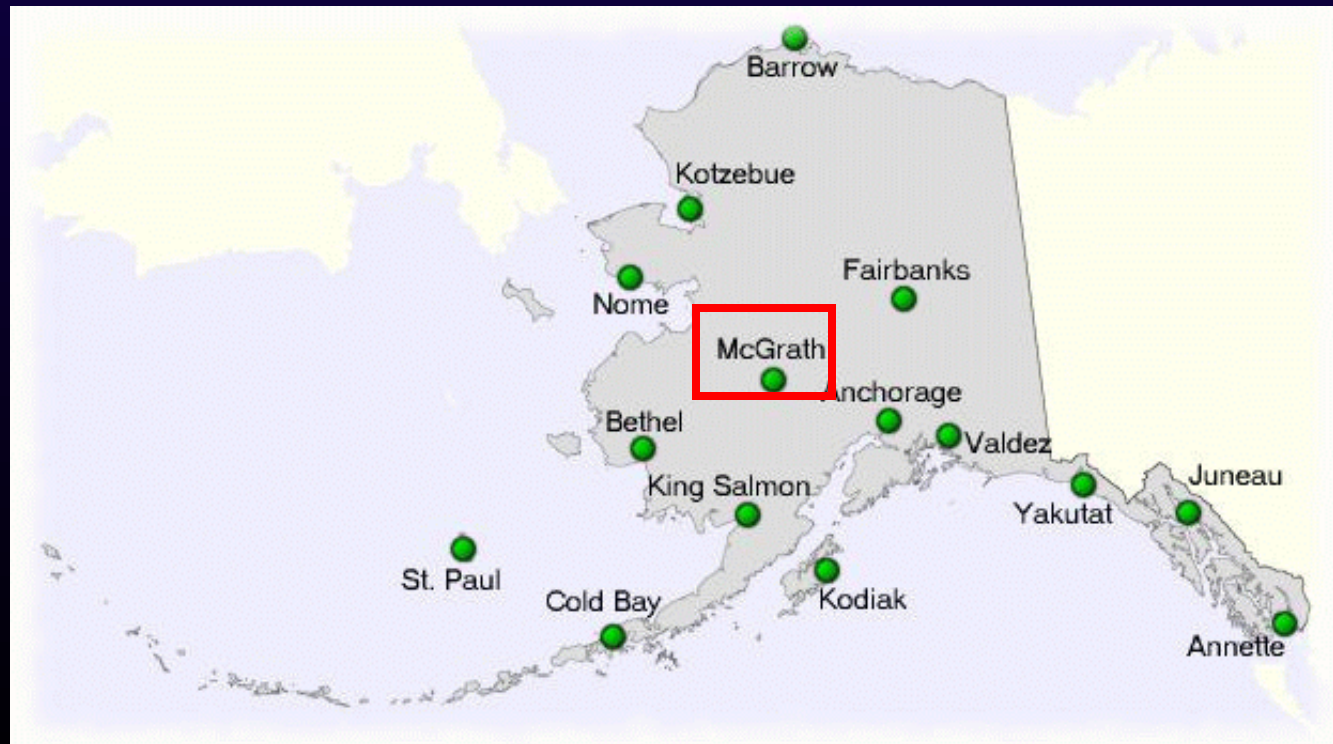 Barrow
Kotzebue
Fairbanks
Nome
McGrath
Anchorage
Bethel
Valdez
King Salmon
Juneau
Yakutat
St. Paul
Cold Bay
Kodiak
Annette